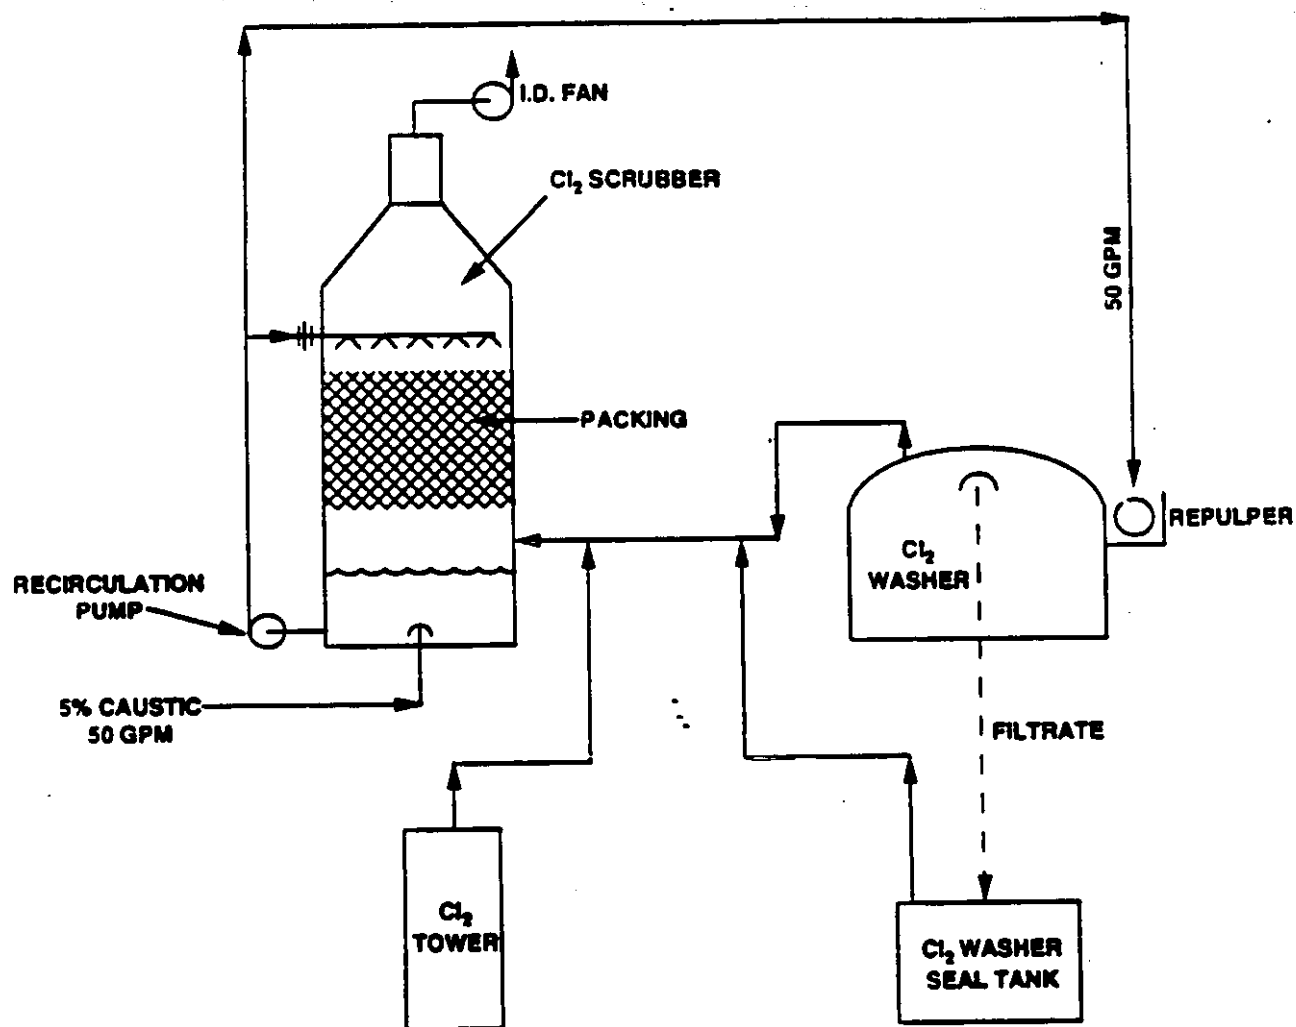 I.D. FAN
Cl₂ SCRUBBER
50 GPM
PACKING
REPULPER
Cl₂
WASHER
RECIRCULATION
PUMP
5% CAUSTIC
50 GPM
FILTRATE
Cl₂
TOWER
Cl₂ WASHER
SEAL TANK